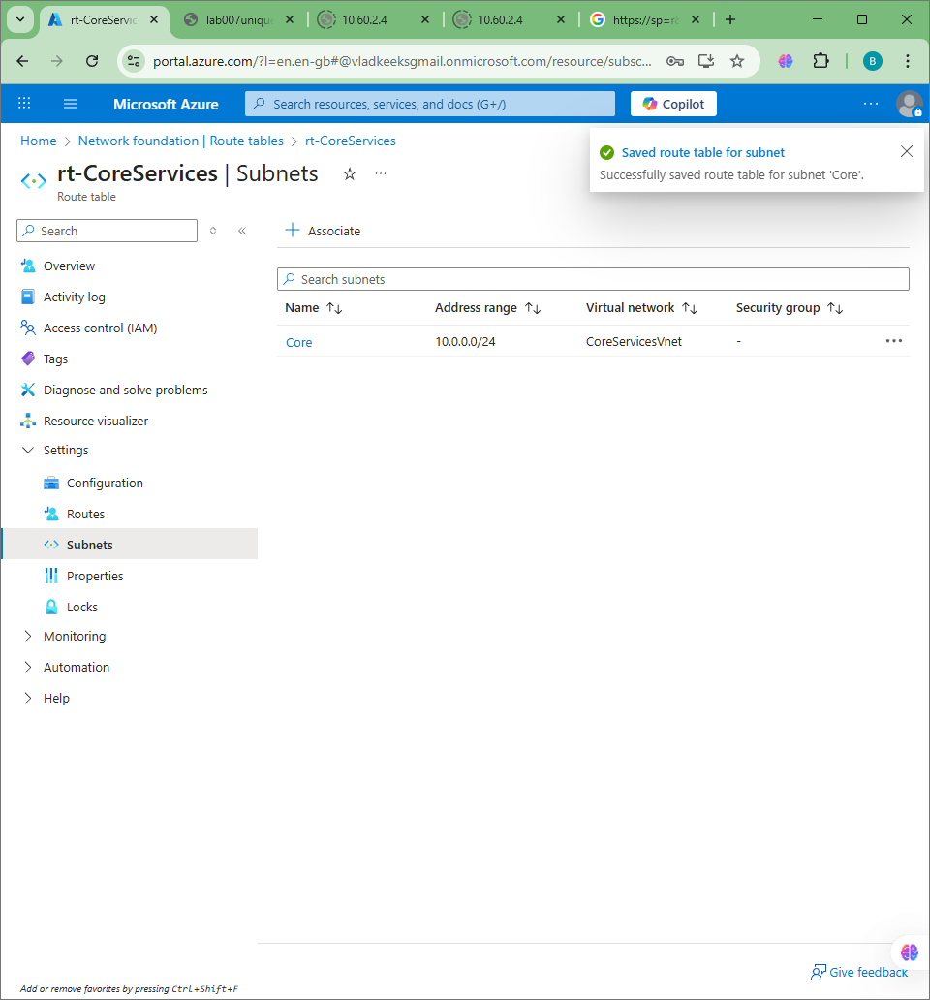 rt-CoreServic
lab007unique
10.60.2.4
10.60.2.4
https://sp=r
portal.azure.com/?l=en.en-gb#@vladkeeksgmail.onmicrosoft.com/resource/subsc...
B
Microsoft Azure
Search resources, services, and docs (G+/)
Copilot
Home > Network foundation | Route tables > rt-CoreServices
Saved route table for subnet
Successfully saved route table for subnet 'Core'.
rt-CoreServices | Subnets
Route table
Search
Associate
Overview
Activity log
Access control (IAM)
Tags
Diagnose and solve problems
Resource visualizer
Settings
Configuration
Routes
Subnets
Properties
Locks
Monitoring
Automation
Help
Search subnets
Name Address range Virtual network Security group
Core 10.0.0.0/24 CoreServicesVnet -
Give feedback
Add or remove favorites by pressing Ctrl+Shift+F